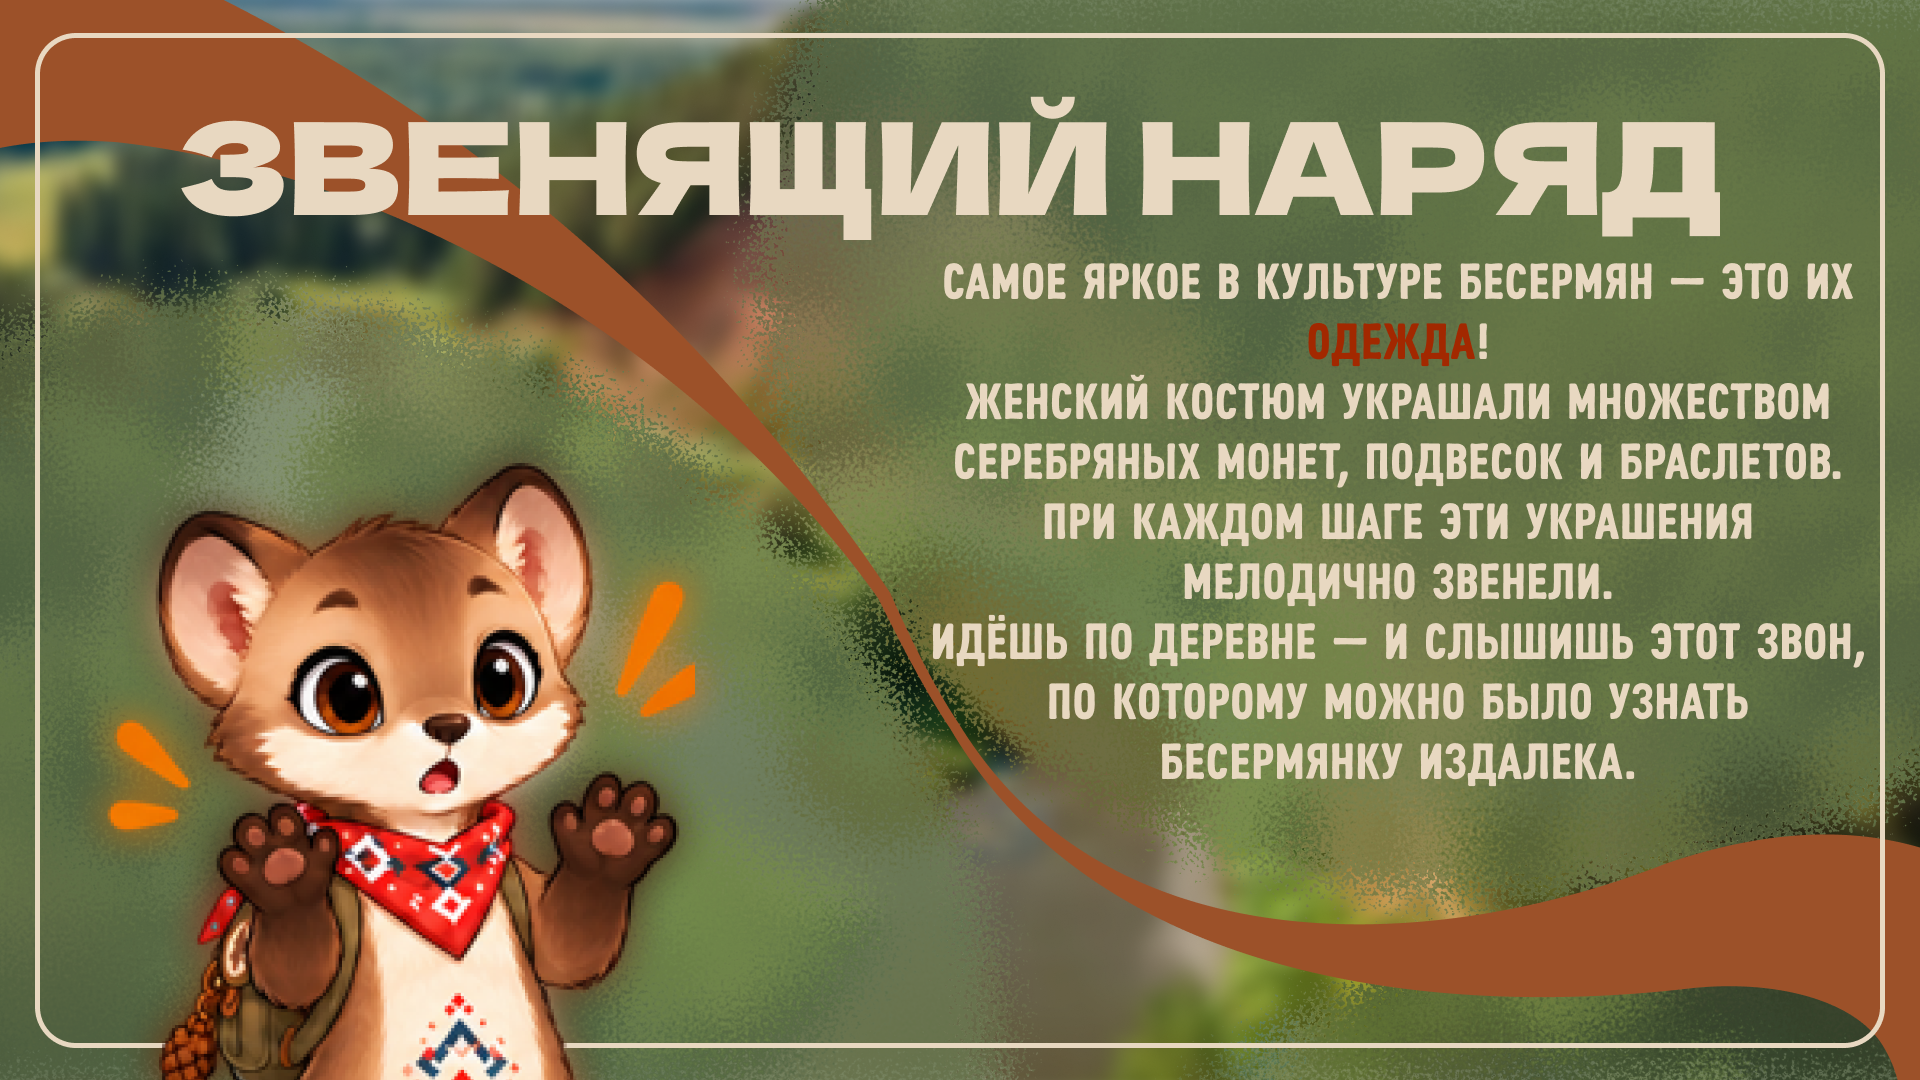 ЗВЕНЯЩИЙ НАРЯД
САМОЕ ЯРКОЕ В КУЛЬТУРЕ БЕСЕРМЯН — ЭТО ИХ
ОДЕЖДА!
ЖЕНСКИЙ КОСТЮМ УКРАШАЛИ МНОЖЕСТВОМ
СЕРЕБРЯНЫХ МОНЕТ, ПОДВЕСОК И БРАСЛЕТОВ.
ПРИ КАЖДОМ ШАГЕ ЭТИ УКРАШЕНИЯ
МЕЛОДИЧНО ЗВЕНЕЛИ.
ИДЁШЬ ПО ДЕРЕВНЕ — И СЛЫШИШЬ ЭТОТ ЗВОН,
ПО КОТОРОМУ МОЖНО БЫЛО УЗНАТЬ
БЕСЕРМЯНКУ ИЗДАЛЕКА.